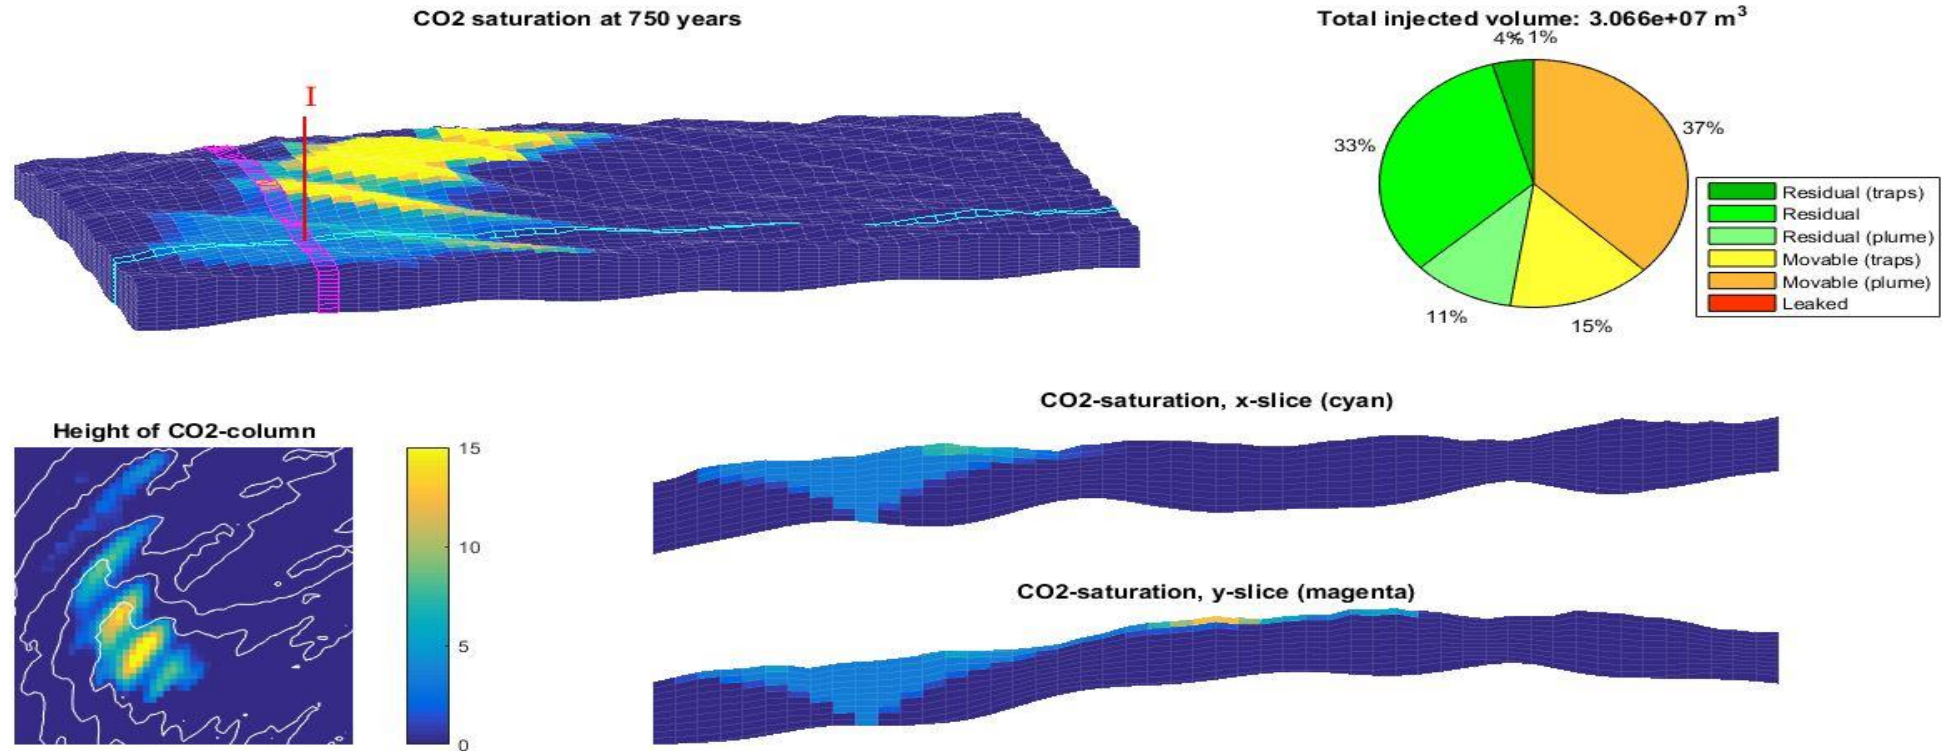 CO2 saturation at 750 years
I
Total injected volume: 3.066e+07 m³
4% 1%
33%
37%
11%
15%
Residual (traps)
Residual
Residual (plume)
Movable (traps)
Movable (plume)
Leaked
Height of CO2-column
15
10
5
0
CO2-saturation, x-slice (cyan)
CO2-saturation, y-slice (magenta)